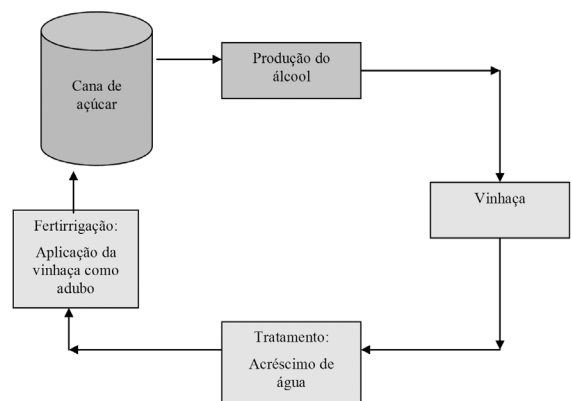 Cana de
açúcar
Produção do
álcool
Vinhaça
Tratamento:
Acréscimo de
água
Fertirrigação:
Aplicação da
vinhaça como
adubo